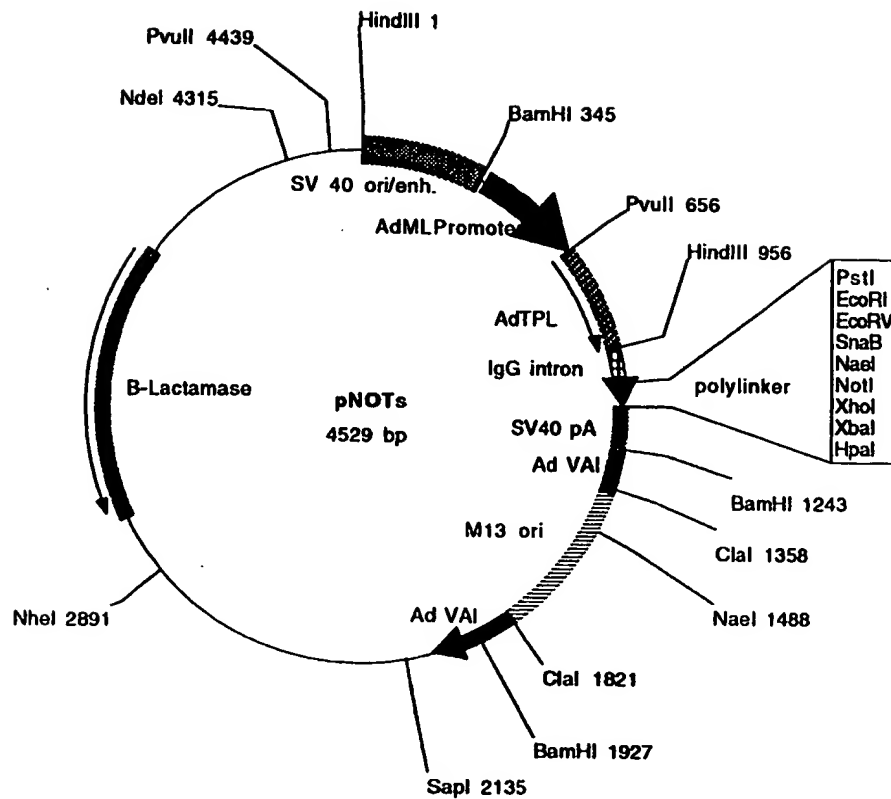 HindIII 1
PvuII 4439
NdeI 4315
BamHI 345
SV 40 ori/enh.
AdMLPromote
PvuII 656
HindIII 956
PstI
EcoRI
EcoRV
SnaB
NaeI
NotI
XhoI
XbaI
HpaI
AdTPL
IgG intron
polylinker
B-Lactamase
pNOTs
4529 bp
SV40 pA
Ad VAI
BamHI 1243
M13 ori
ClaI 1358
NaeI 1488
NheI 2891
Ad VAI
ClaI 1821
BamHI 1927
SapI 2135